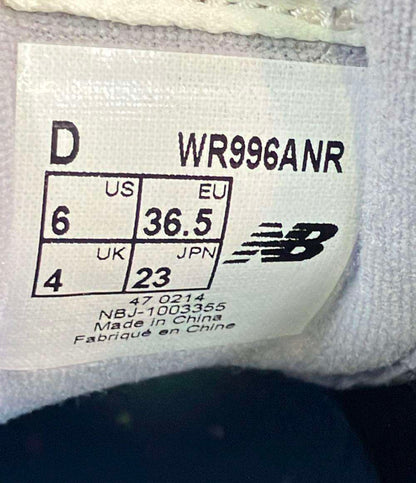 D WR996ANR
US EU
6 36.5
UK JPN
4 23
47 0214
NBJ-1003355
Made in China
Fabriqué en Chine
NB